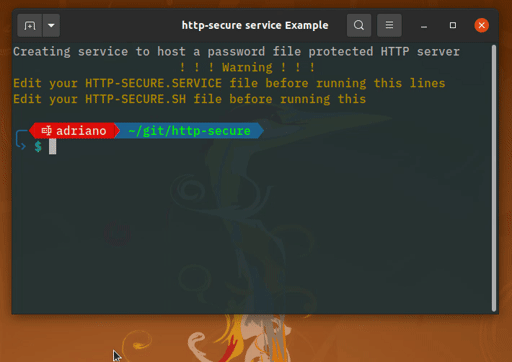 http-secure service Example
Creating service to host a password file protected HTTP server
! ! ! Warning ! ! !
Edit your HTTP-SECURE.SERVICE file before running this lines
Edit your HTTP-SECURE.SH file before running this
adriano ~/git/http-secure
$